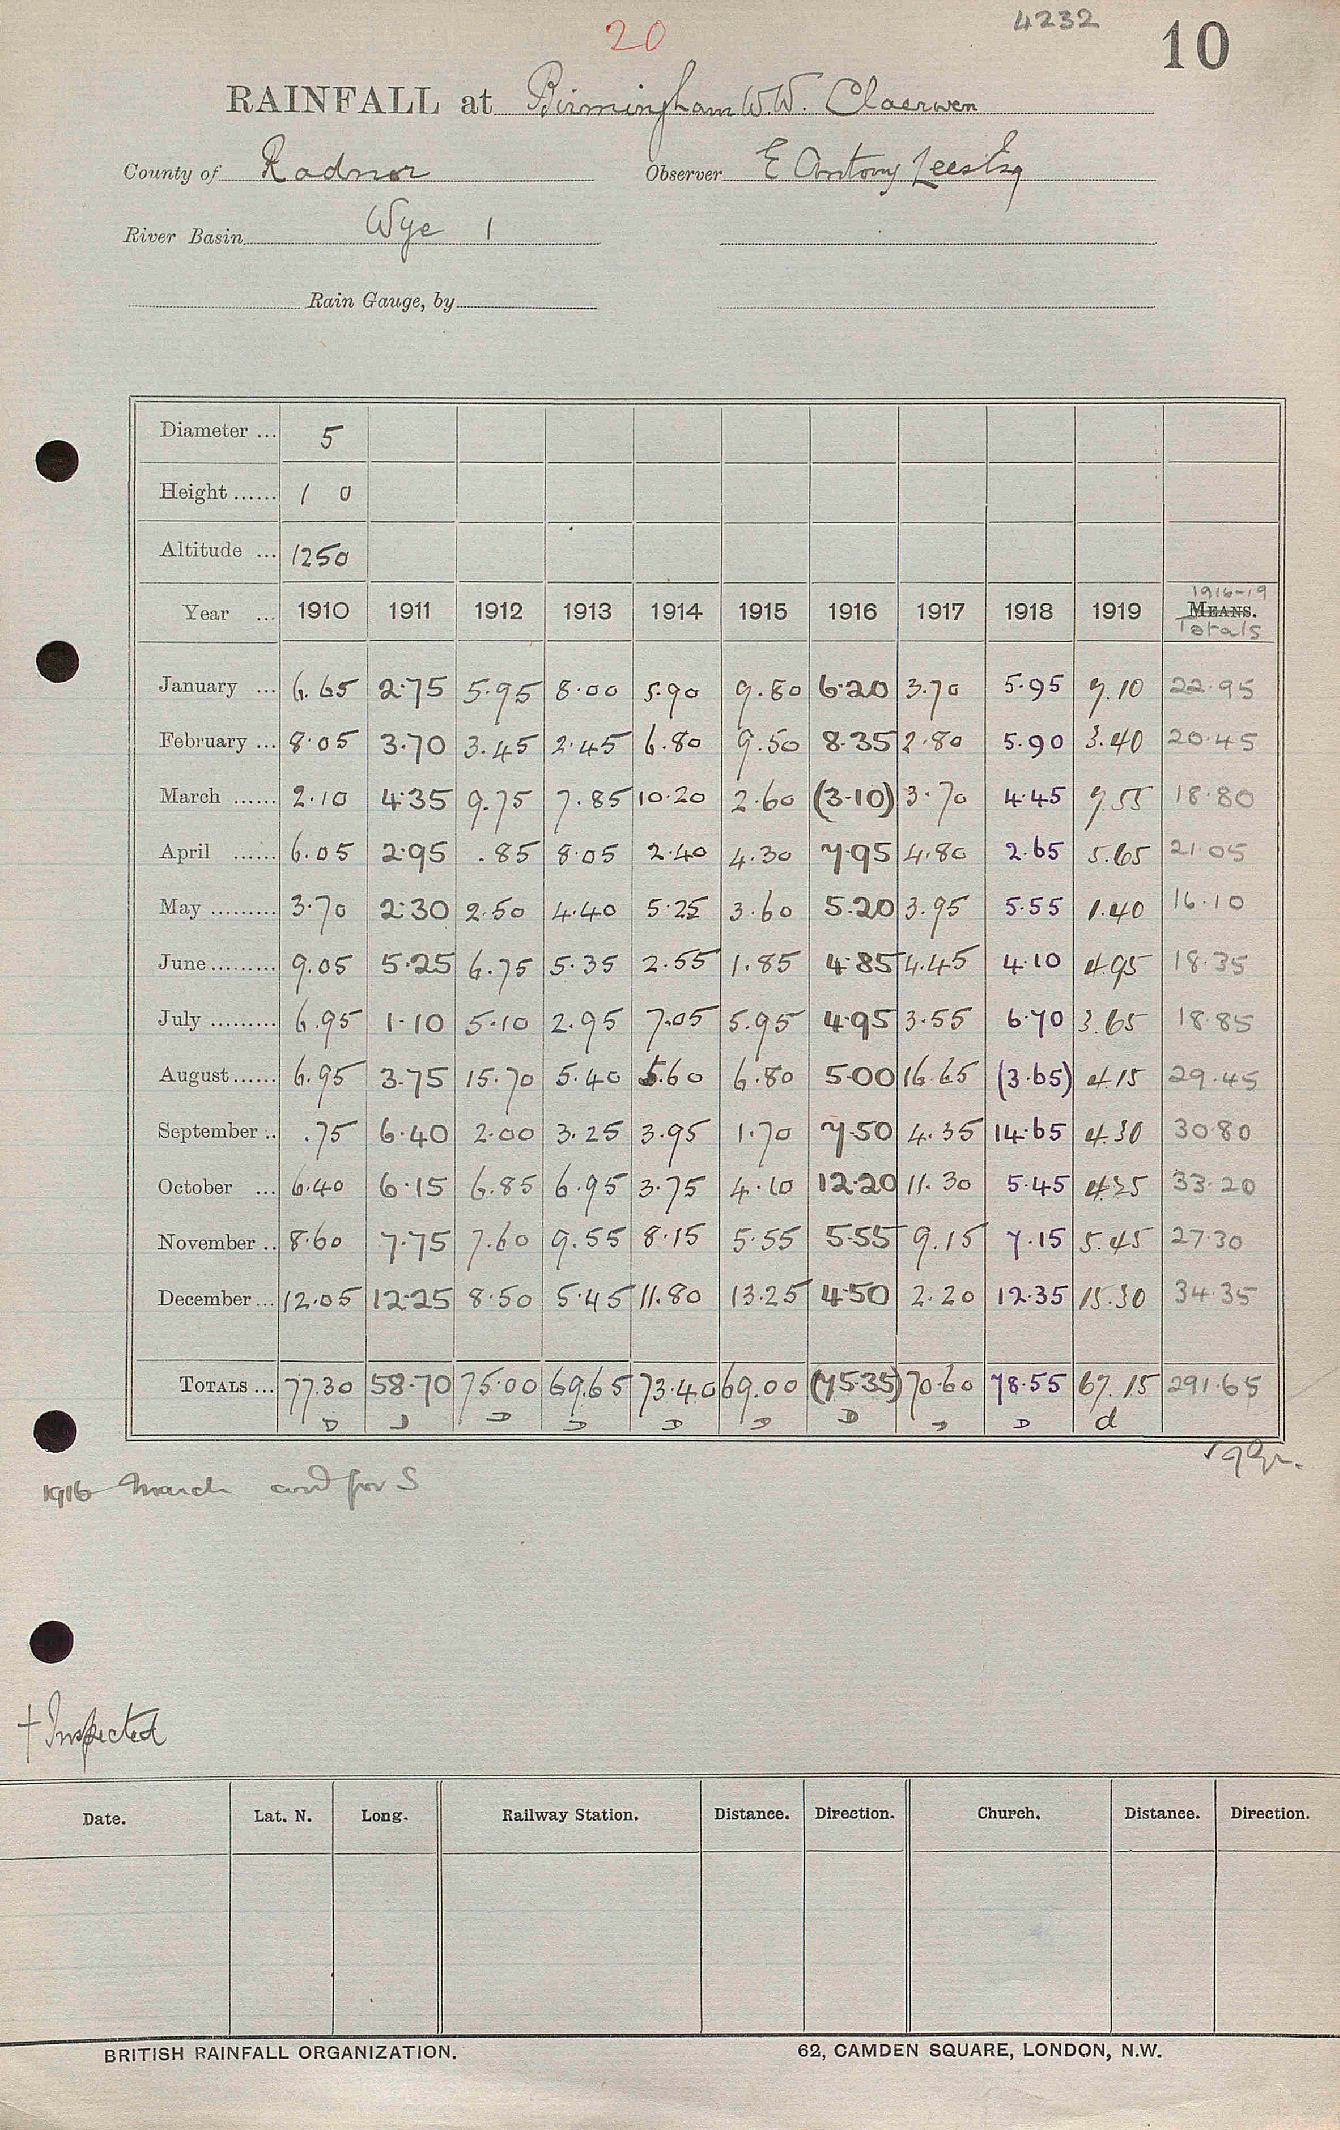 20 4232 10
RAINFALL at Birmingham W.W. Claerwen
County of Radnor Observer E Antony Lees Esq
River Basin Wye 1
Rain Gauge, by
Diameter ... 5
Height ...... 1 0
Altitude ... 1250
1916-19
Year ... 1910 1911 1912 1913 1914 1915 1916 1917 1918 1919 MEANS.
Totals
January ... 6.65 2.75 5.95 8.00 5.90 9.80 6.20 3.70 5.95 7.10 22.95
February ... 8.05 3.70 3.45 2.45 6.80 9.50 8.35 2.80 5.90 3.40 20.45
March ...... 2.10 4.35 9.75 7.85 10.20 2.60 (3.10) 3.70 4.45 7.55 18.80
April ...... 6.05 2.95 .85 8.05 2.40 4.30 7.95 4.80 2.65 5.65 21.05
May ......... 3.70 2.30 2.50 4.40 5.25 3.60 5.20 3.95 5.55 1.40 16.10
June ......... 9.05 5.25 6.75 5.35 2.55 1.85 4.85 4.45 4.10 4.95 18.35
July ......... 6.95 1.10 5.10 2.95 7.05 5.95 4.95 3.55 6.70 3.65 18.85
August ...... 6.95 3.75 15.70 5.40 5.60 6.80 5.00 16.65 (3.65) 4.15 29.45
September .. .75 6.40 2.00 3.25 3.95 1.70 7.50 4.35 14.65 4.30 30.80
October ... 6.40 6.15 6.85 6.95 3.75 4.10 12.20 11.30 5.45 4.25 33.20
November .. 8.60 7.75 7.60 9.55 8.15 5.55 5.55 9.15 7.15 5.45 27.30
December ... 12.05 12.25 8.50 5.45 11.80 13.25 4.50 2.20 12.35 15.30 34.35
TOTALS ... 77.30 58.70 75.00 69.65 73.40 69.00 (75.35) 70.60 78.55 67.15 291.65
D D D D D D D D D d
1916 March card for S
† Inspected
Date. Lat. N. Long. Railway Station. Distance. Direction. Church. Distance. Direction.
BRITISH RAINFALL ORGANIZATION. 62, CAMDEN SQUARE, LONDON, N.W.